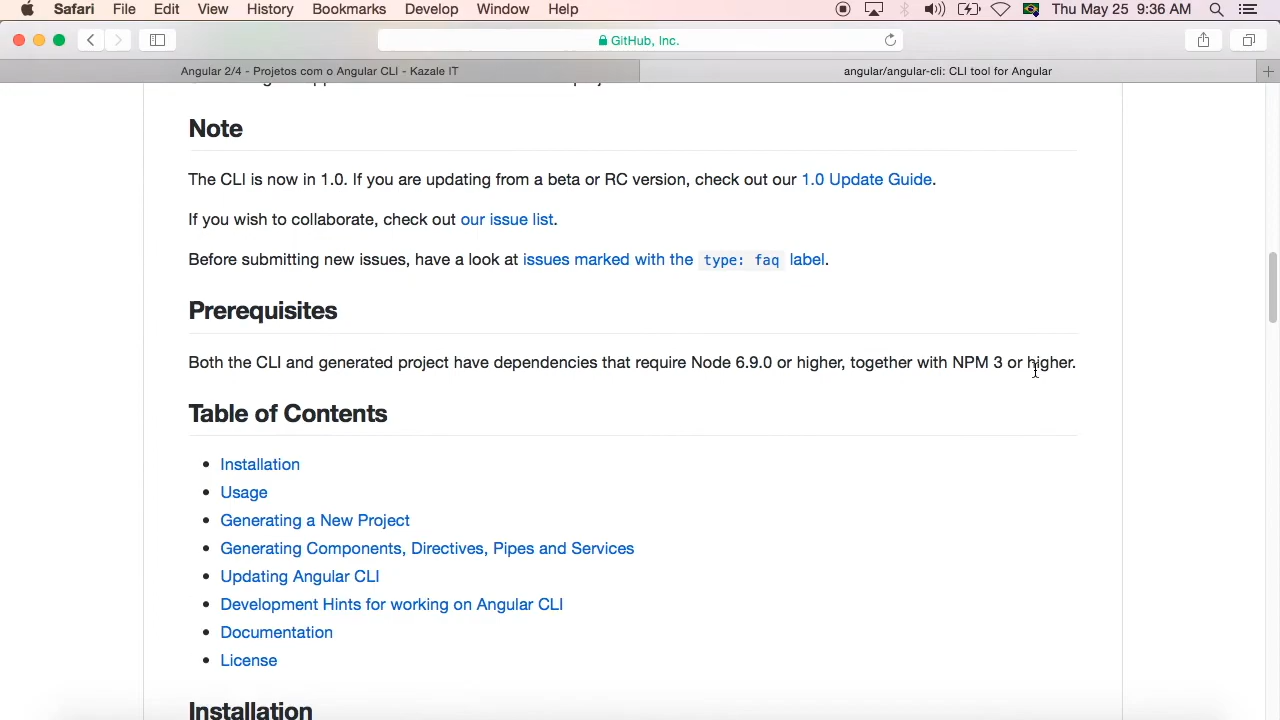 Safari File Edit View History Bookmarks Develop Window Help Thu May 25 9:36 AM
GitHub, Inc.
Angular 2/4 - Projetos com o Angular CLI - Kazale IT angular/angular-cli: CLI tool for Angular
Note
The CLI is now in 1.0. If you are updating from a beta or RC version, check out our 1.0 Update Guide.
If you wish to collaborate, check out our issue list.
Before submitting new issues, have a look at issues marked with the type: faq label.
Prerequisites
Both the CLI and generated project have dependencies that require Node 6.9.0 or higher, together with NPM 3 or higher.
Table of Contents
Installation
Usage
Generating a New Project
Generating Components, Directives, Pipes and Services
Updating Angular CLI
Development Hints for working on Angular CLI
Documentation
License
Installation